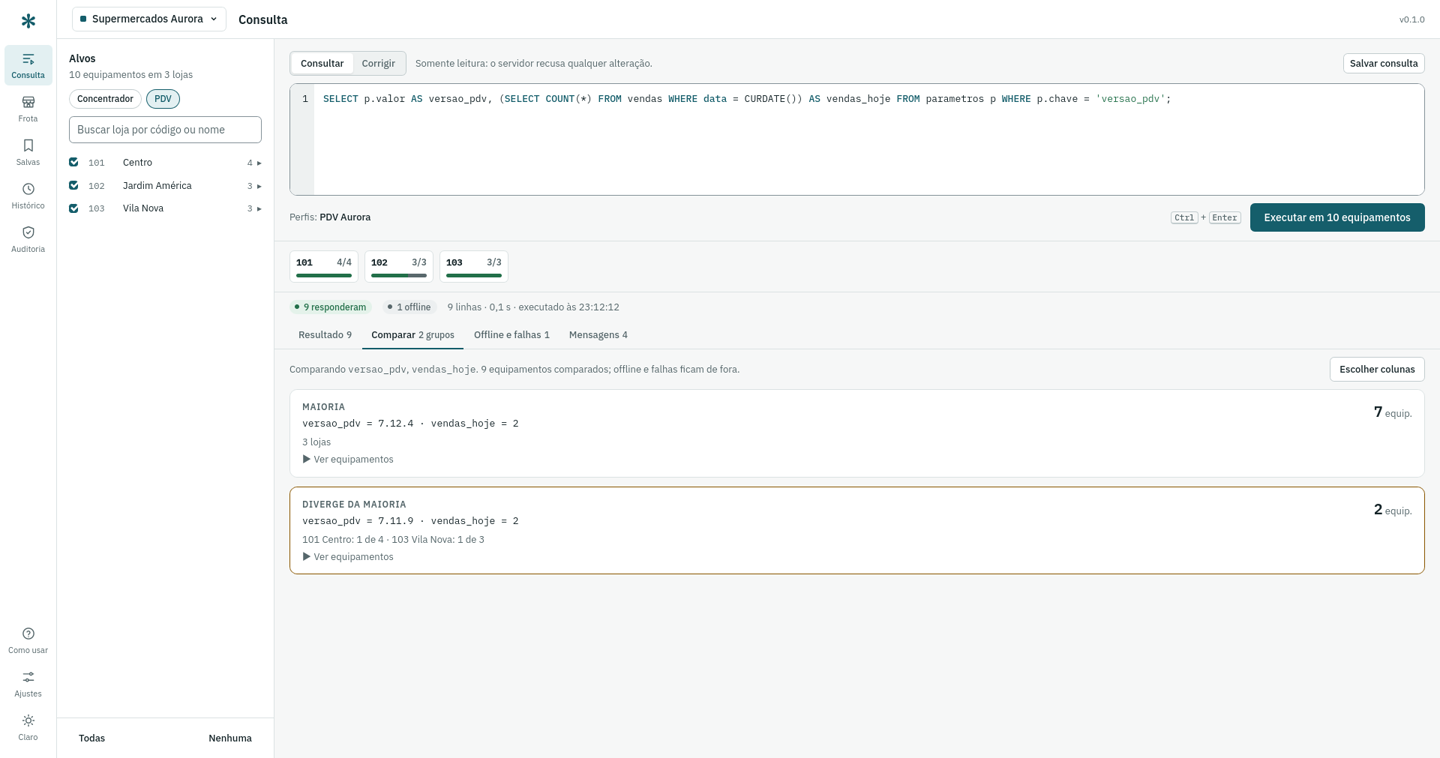 Supermercados Aurora
Consulta
v0.1.0
Consulta
Frota
Salvas
Histórico
Auditoria
Como usar
Ajustes
Claro
Alvos
10 equipamentos em 3 lojas
Concentrador PDV
Buscar loja por código ou nome
101 Centro 4 ▸
102 Jardim América 3 ▸
103 Vila Nova 3 ▸
Todas Nenhuma
Consultar Corrigir Somente leitura: o servidor recusa qualquer alteração. Salvar consulta
1 SELECT p.valor AS versao_pdv, (SELECT COUNT(*) FROM vendas WHERE data = CURDATE()) AS vendas_hoje FROM parametros p WHERE p.chave = 'versao_pdv';
Perfis: PDV Aurora Ctrl + Enter Executar em 10 equipamentos
101 4/4 102 3/3 103 3/3
9 responderam 1 offline 9 linhas · 0,1 s · executado às 23:12:12
Resultado 9 Comparar 2 grupos Offline e falhas 1 Mensagens 4
Comparando versao_pdv, vendas_hoje. 9 equipamentos comparados; offline e falhas ficam de fora. Escolher colunas
MAIORIA
7 equip.
versao_pdv = 7.12.4 · vendas_hoje = 2
3 lojas
▶ Ver equipamentos
DIVERGE DA MAIORIA
2 equip.
versao_pdv = 7.11.9 · vendas_hoje = 2
101 Centro: 1 de 4 · 103 Vila Nova: 1 de 3
▶ Ver equipamentos